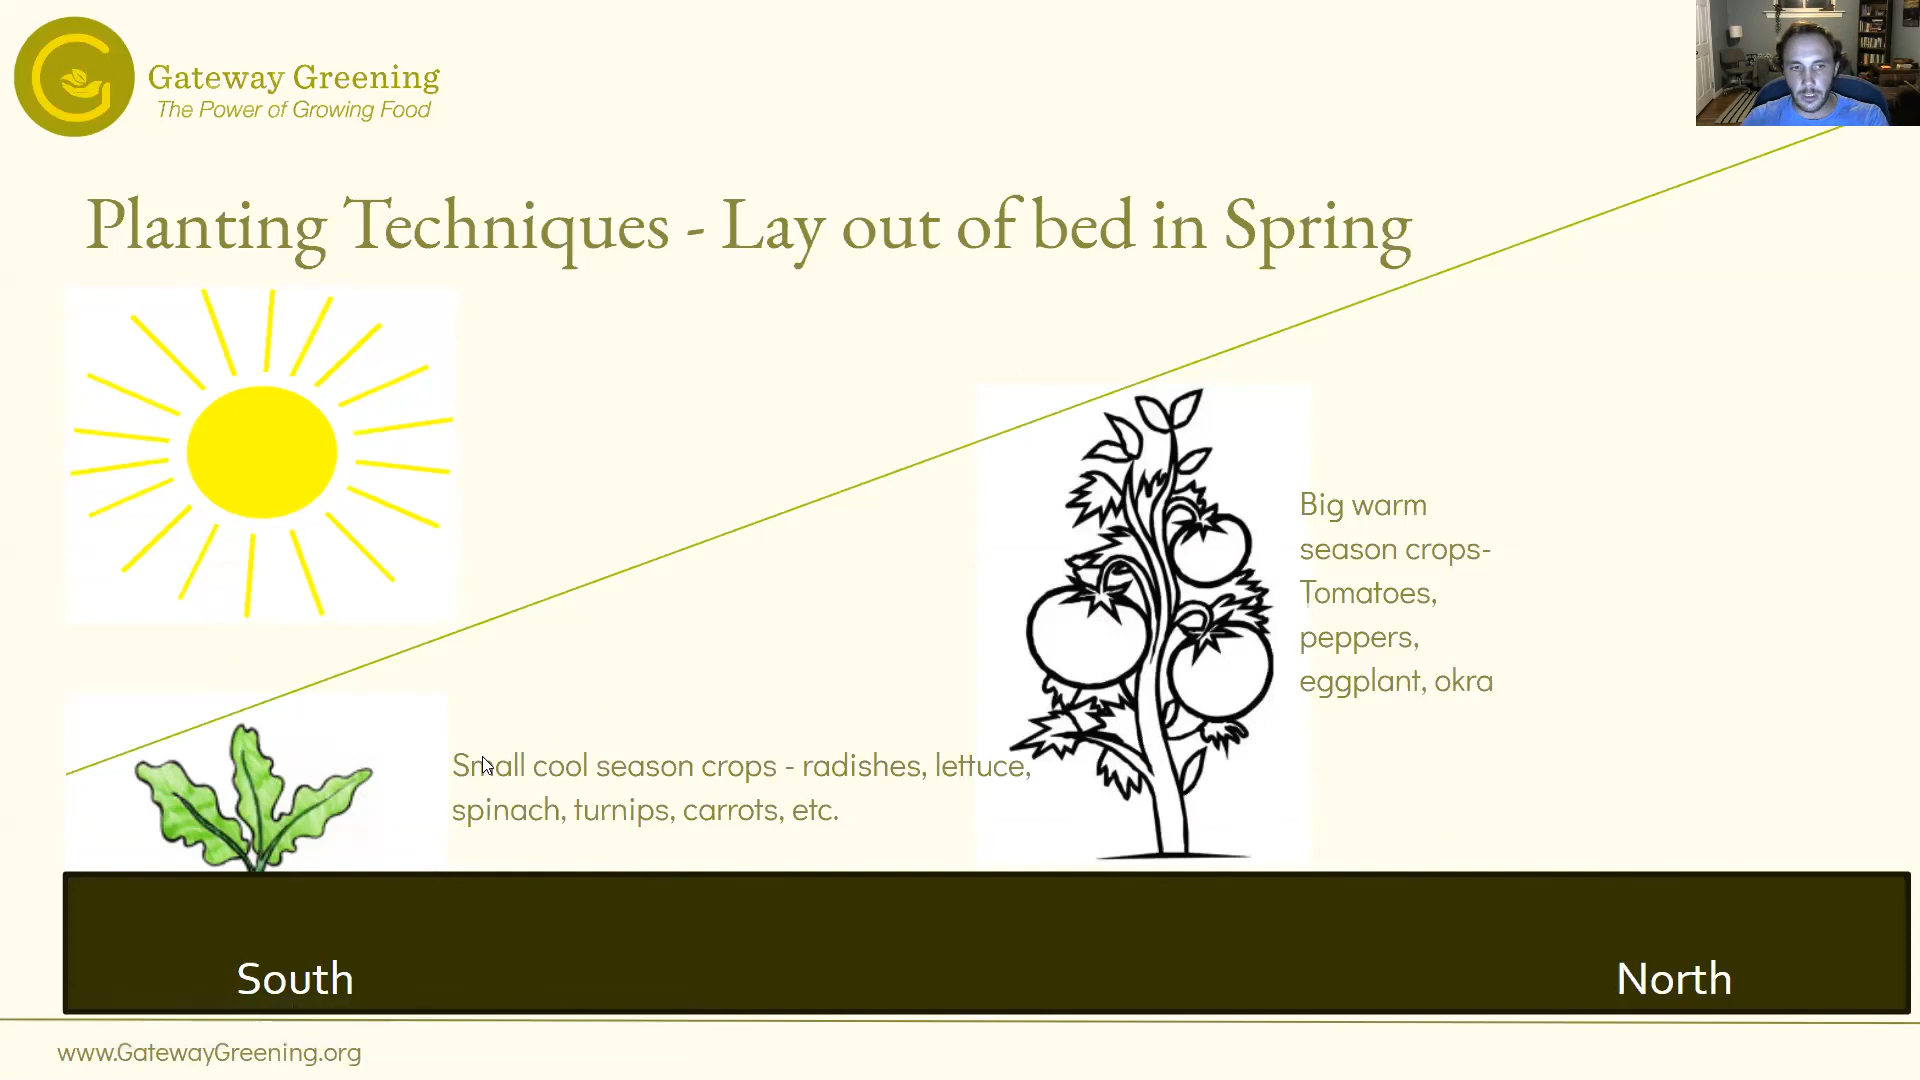 Gateway Greening
The Power of Growing Food
Planting Techniques - Lay out of bed in Spring
Big warm
season crops-
Tomatoes,
peppers,
eggplant, okra
Small cool season crops - radishes, lettuce,
spinach, turnips, carrots, etc.
South
North
www.GatewayGreening.org